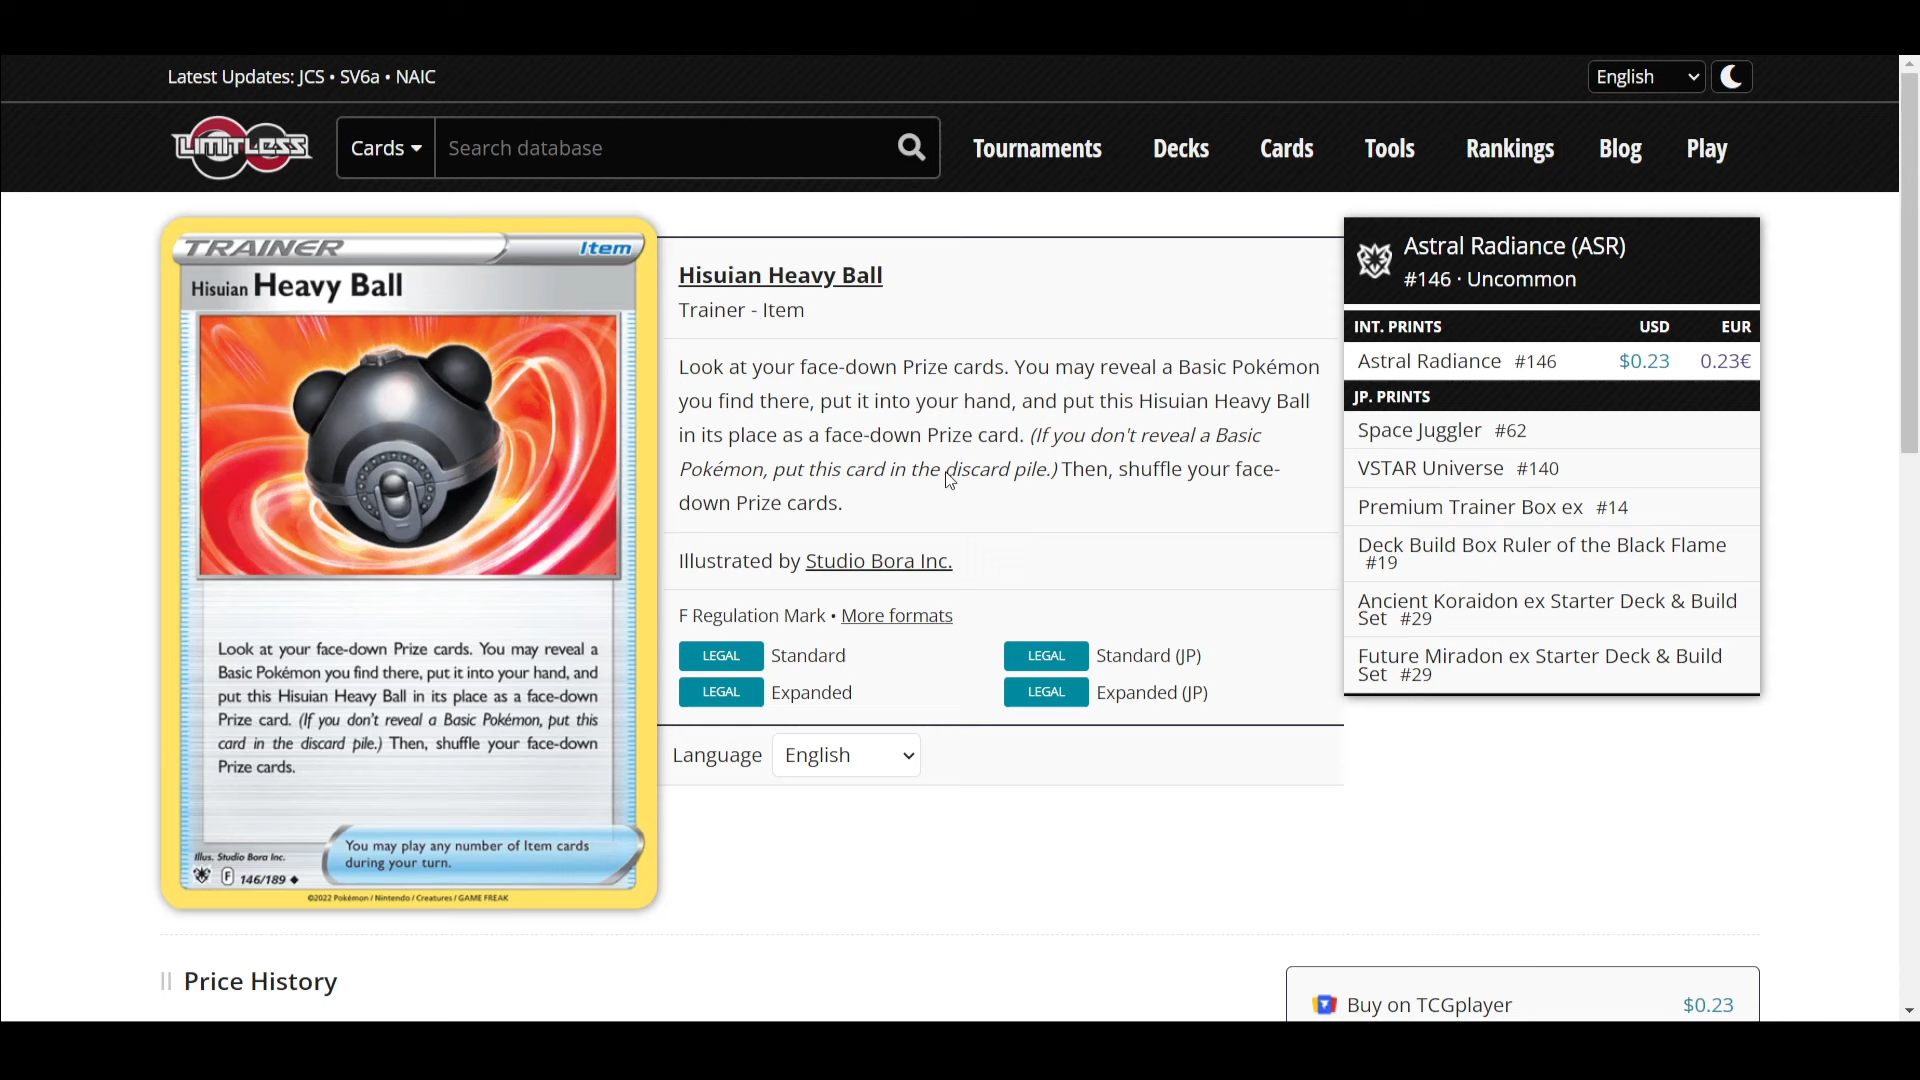 Latest Updates: JCS • SV6a • NAIC
English
LIMITLESS
Cards
Search database
Tournaments
Decks
Cards
Tools
Rankings
Blog
Play
TRAINER
Item
Hisuian Heavy Ball
Look at your face-down Prize cards. You may reveal a
Basic Pokémon you find there, put it into your hand, and
put this Hisuian Heavy Ball in its place as a face-down
Prize card. (If you don't reveal a Basic Pokémon, put this
card in the discard pile.) Then, shuffle your face-down
Prize cards.
You may play any number of Item cards
during your turn.
Illus. Studio Bora Inc.
F 146/189
©2022 Pokémon / Nintendo / Creatures / GAME FREAK
Hisuian Heavy Ball
Trainer - Item
Look at your face-down Prize cards. You may reveal a Basic Pokémon
you find there, put it into your hand, and put this Hisuian Heavy Ball
in its place as a face-down Prize card. (If you don't reveal a Basic
Pokémon, put this card in the discard pile.) Then, shuffle your face-
down Prize cards.
Illustrated by Studio Bora Inc.
F Regulation Mark • More formats
LEGAL Standard
LEGAL Standard (JP)
LEGAL Expanded
LEGAL Expanded (JP)
Language English
Astral Radiance (ASR)
#146 · Uncommon
INT. PRINTS USD EUR
Astral Radiance #146 $0.23 0.23€
JP. PRINTS
Space Juggler #62
VSTAR Universe #140
Premium Trainer Box ex #14
Deck Build Box Ruler of the Black Flame
#19
Ancient Koraidon ex Starter Deck & Build
Set #29
Future Miradon ex Starter Deck & Build
Set #29
Price History
Buy on TCGplayer $0.23